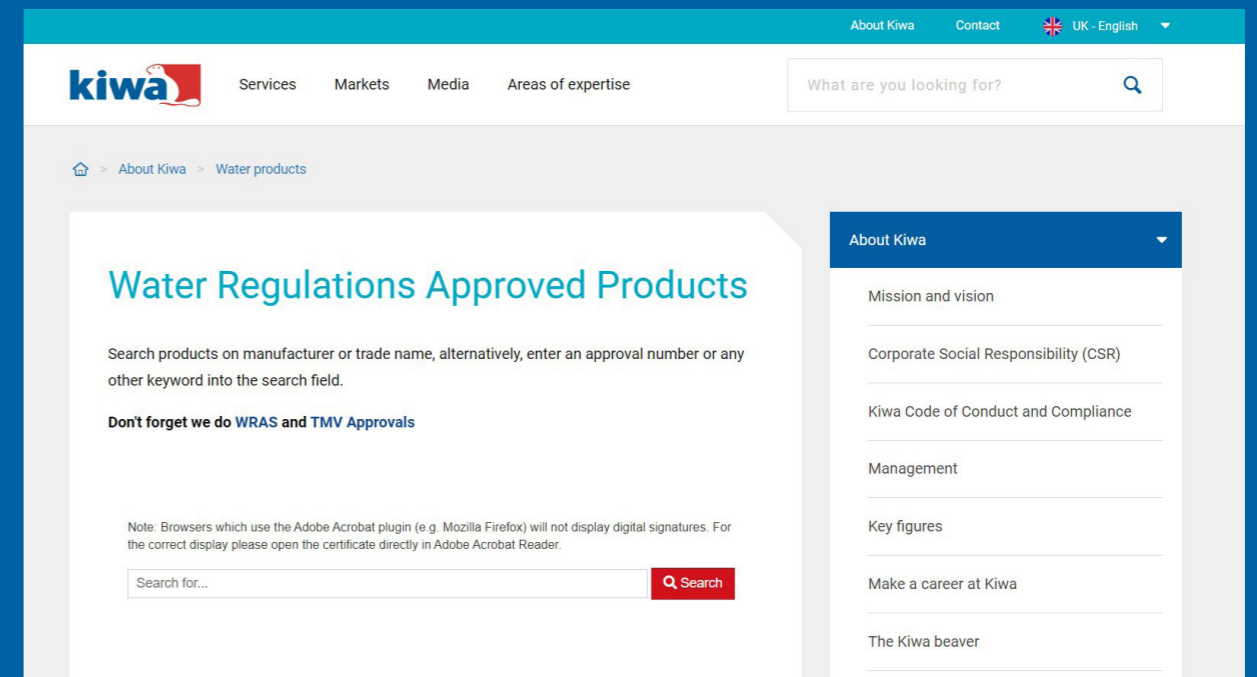 About Kiwa Contact UK - English
kiwa Services Markets Media Areas of expertise What are you looking for?
> About Kiwa > Water products
Water Regulations Approved Products
Search products on manufacturer or trade name, alternatively, enter an approval number or any
other keyword into the search field.
Don't forget we do WRAS and TMV Approvals
Note: Browsers which use the Adobe Acrobat plugin (e.g. Mozilla Firefox) will not display digital signatures. For
the correct display please open the certificate directly in Adobe Acrobat Reader.
Search for... Search
About Kiwa
Mission and vision
Corporate Social Responsibility (CSR)
Kiwa Code of Conduct and Compliance
Management
Key figures
Make a career at Kiwa
The Kiwa beaver